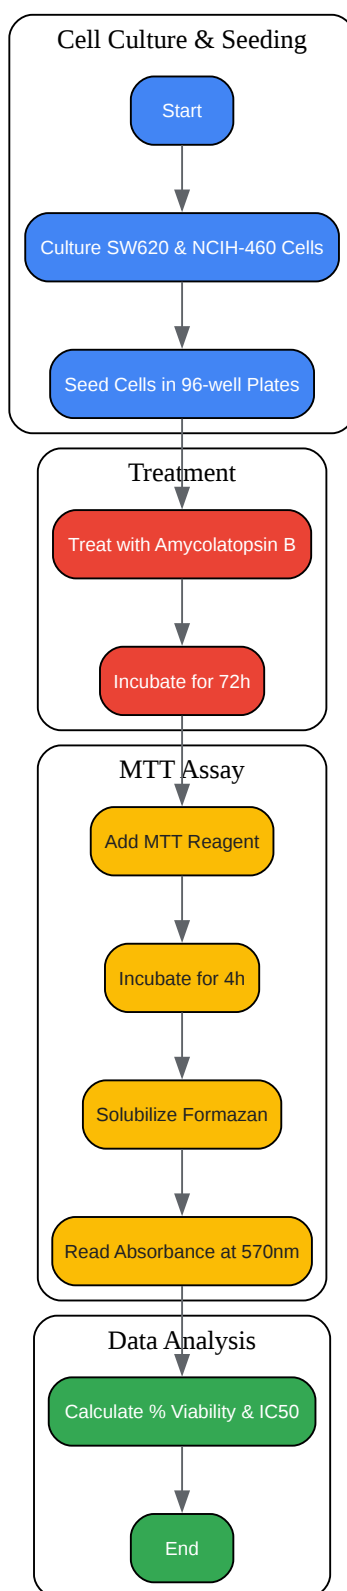 Cell Culture & Seeding
Start
Culture SW620 & NCIH-460 Cells
Seed Cells in 96-well Plates
Treatment
Treat with Amycolatopsin B
Incubate for 72h
MTT Assay
Add MTT Reagent
Incubate for 4h
Solubilize Formazan
Read Absorbance at 570nm
Data Analysis
Calculate % Viability & IC50
End